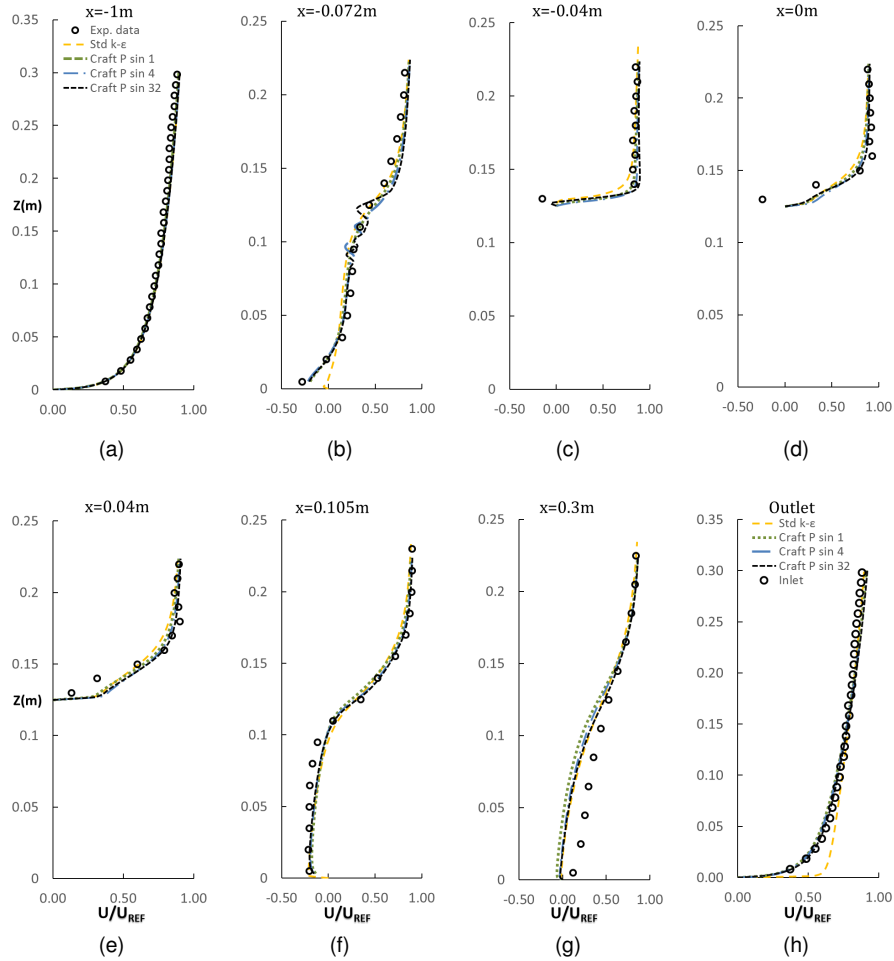 x=-1m
Exp. data
Std k-ε
Craft P sin 1
Craft P sin 4
Craft P sin 32
0.3
0.25
0.2
Z(m)
0.15
0.1
0.05
0
0.00 0.50 1.00
(a)
x=-0.072m
0.25
0.2
0.15
0.1
0.05
0
-0.50 0.00 0.50 1.00
(b)
x=-0.04m
0.25
0.2
0.15
0.1
0.05
0
-0.50 0.00 0.50 1.00
(c)
x=0m
0.25
0.2
0.15
0.1
0.05
0
-0.50 0.00 0.50 1.00
(d)
x=0.04m
0.25
0.2
0.15
Z(m)
0.1
0.05
0
0.00 0.50 1.00
U/UREF
(e)
x=0.105m
0.25
0.2
0.15
0.1
0.05
0
-0.50 0.00 0.50 1.00
U/UREF
(f)
x=0.3m
0.25
0.2
0.15
0.1
0.05
0
-0.50 0.00 0.50 1.00
U/UREF
(g)
Outlet
Std k-ε
Craft P sin 1
Craft P sin 4
Craft P sin 32
Inlet
0.35
0.30
0.25
0.20
0.15
0.10
0.05
0.00
0.00 0.50 1.00
U/UREF
(h)